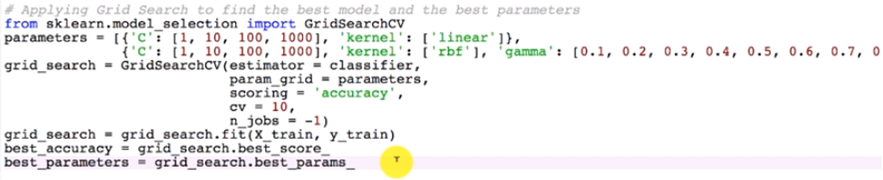 # Applying Grid Search to find the best model and the best parameters
from sklearn.model_selection import GridSearchCV
parameters = [{'C': [1, 10, 100, 1000], 'kernel': ['linear']},
              {'C': [1, 10, 100, 1000], 'kernel': ['rbf'], 'gamma': [0.1, 0.2, 0.3, 0.4, 0.5, 0.6, 0.7, 0
grid_search = GridSearchCV(estimator = classifier,
                           param_grid = parameters,
                           scoring = 'accuracy',
                           cv = 10,
                           n_jobs = -1)
grid_search = grid_search.fit(X_train, y_train)
best_accuracy = grid_search.best_score_
best_parameters = grid_search.best_params_